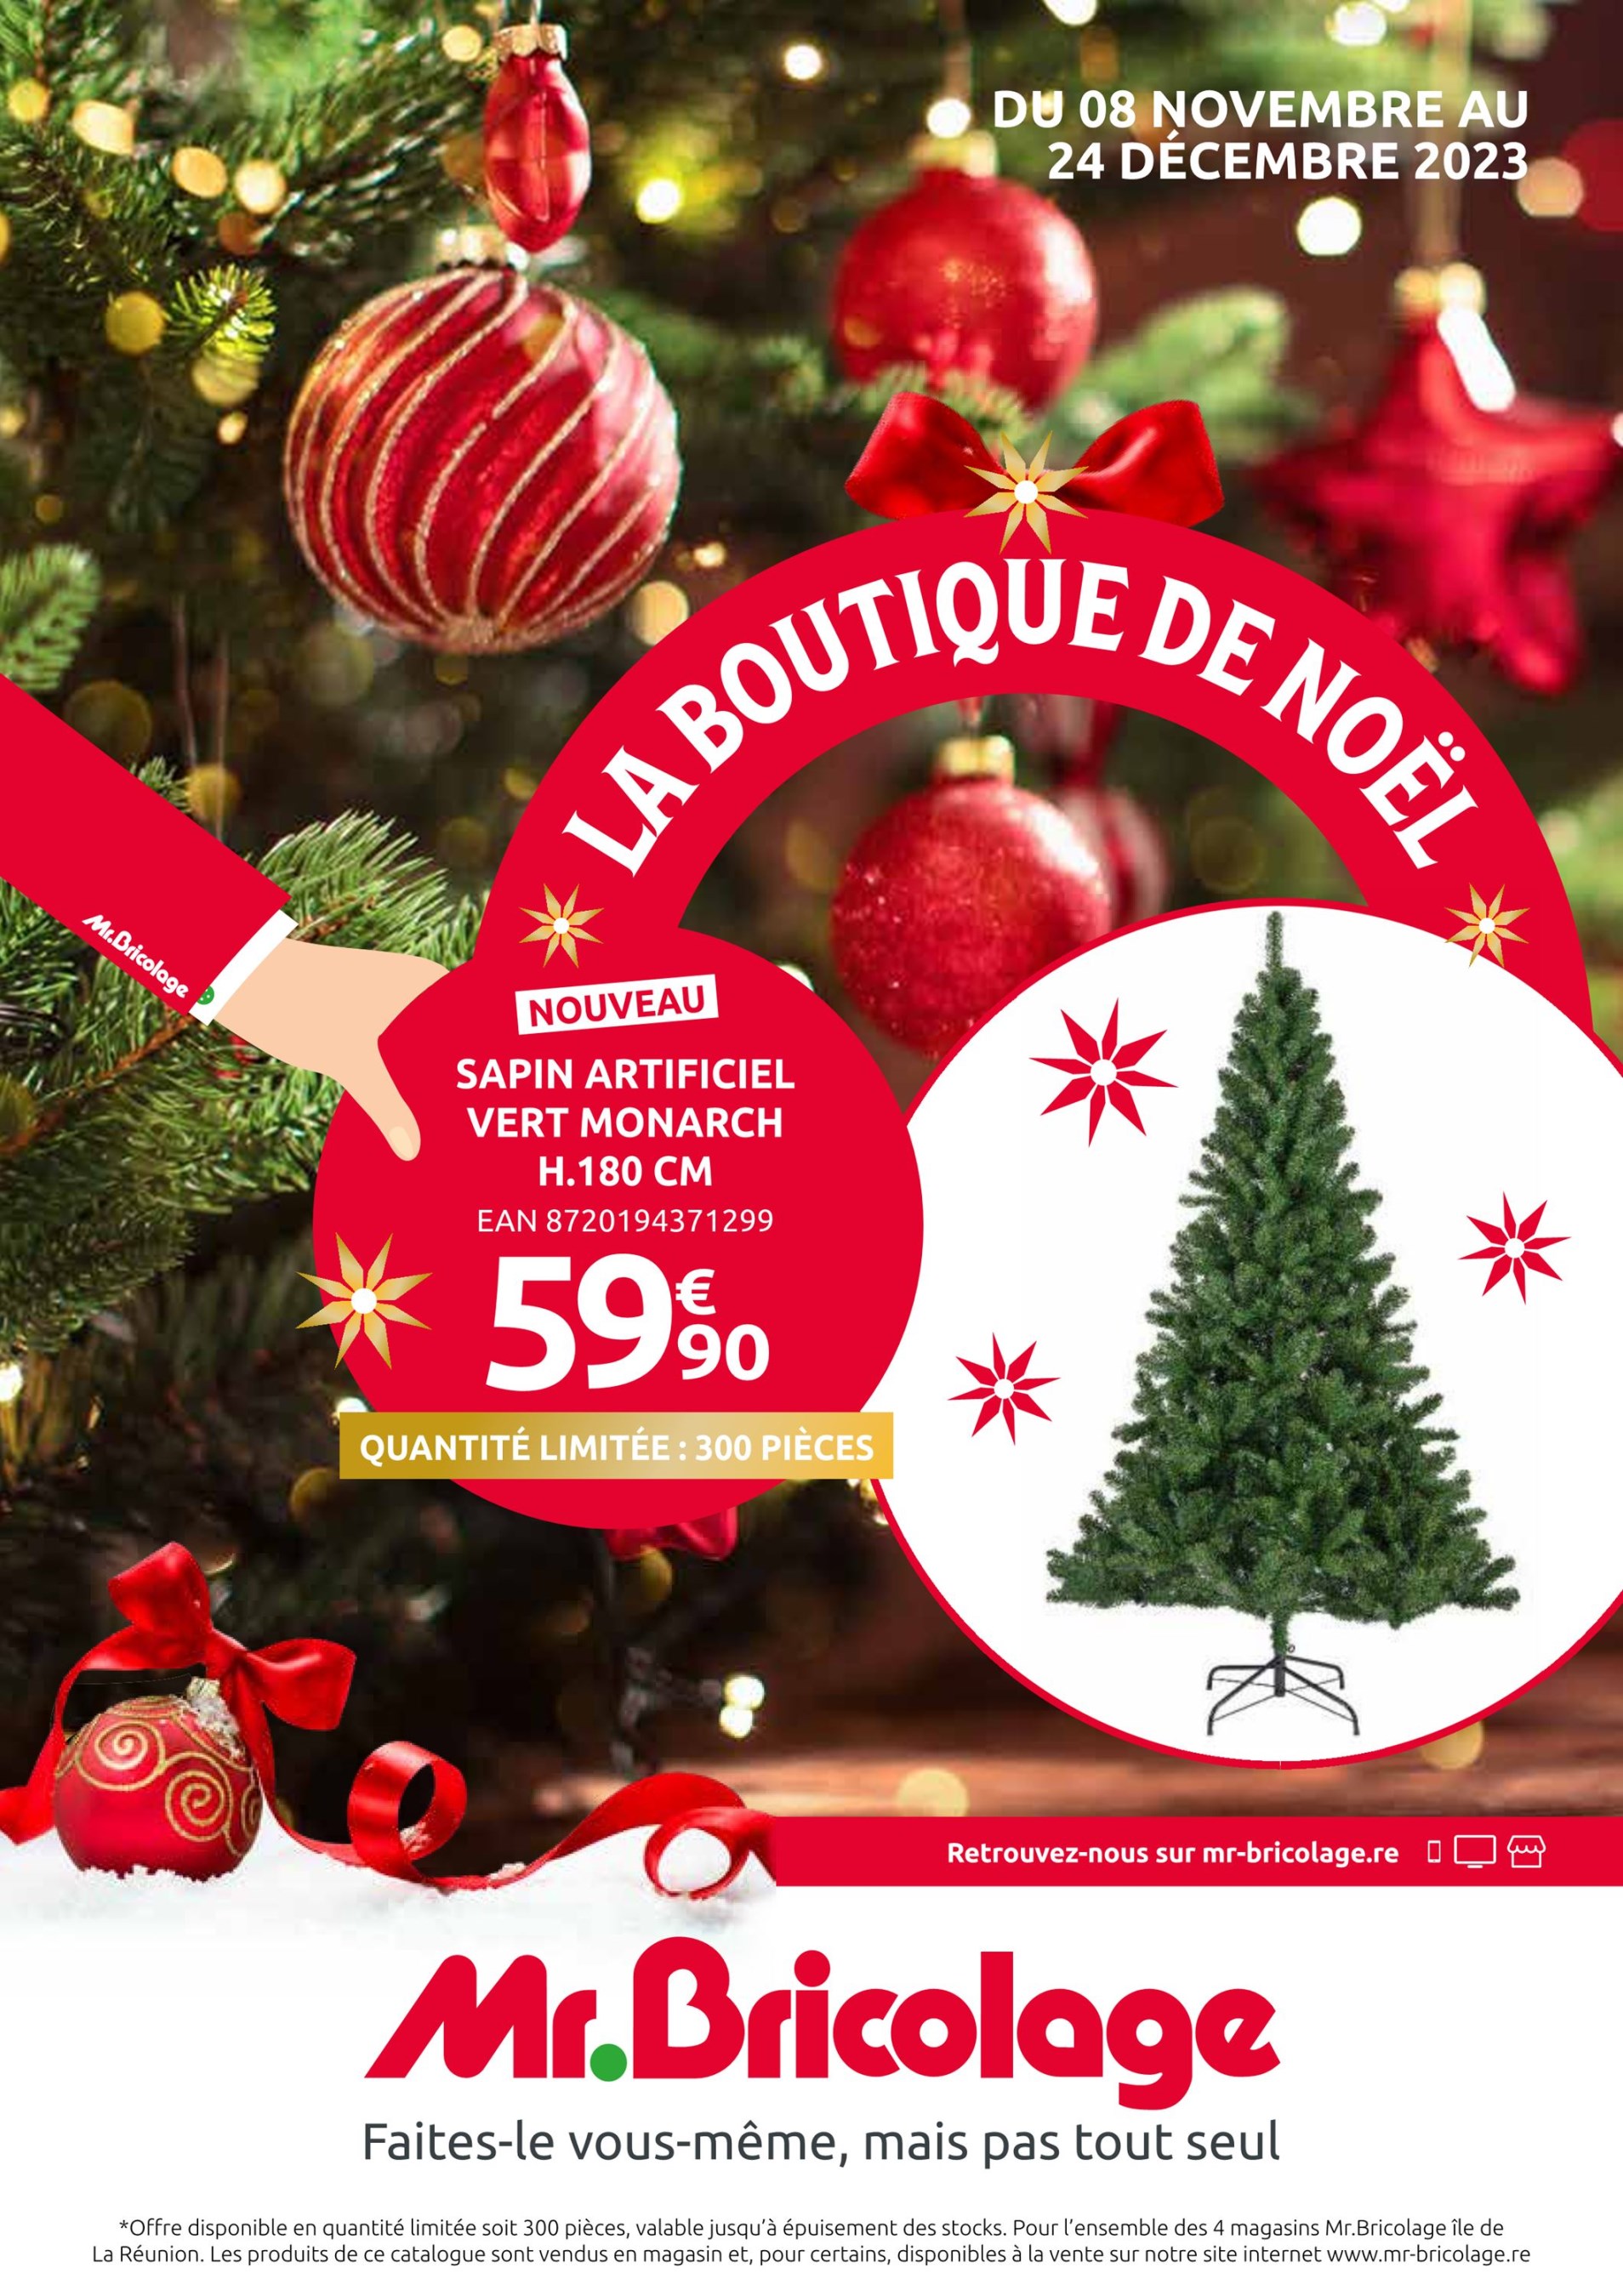 DU 08 NOVEMBRE AU
24 DÉCEMBRE 2023
LA BOUTIQUE DE NOËL
Mr.Bricolage
NOUVEAU
SAPIN ARTIFICIEL
VERT MONARCH
H.180 CM
EAN 8720194371299
59€90
QUANTITÉ LIMITÉE : 300 PIÈCES
Retrouvez-nous sur mr-bricolage.re
Mr.Bricolage
Faites-le vous-même, mais pas tout seul
*Offre disponible en quantité limitée soit 300 pièces, valable jusqu'à épuisement des stocks. Pour l'ensemble des 4 magasins Mr.Bricolage île de
La Réunion. Les produits de ce catalogue sont vendus en magasin et, pour certains, disponibles à la vente sur notre site internet www.mr-bricolage.re